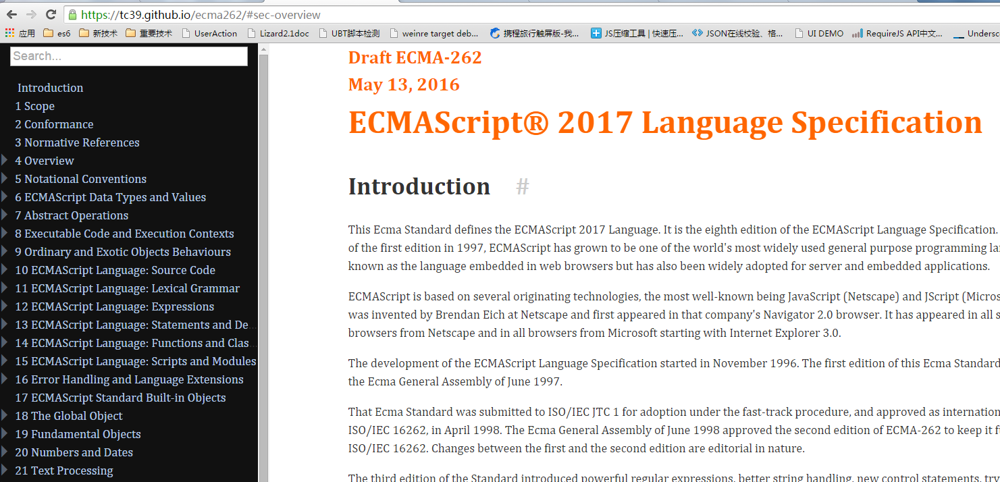 https://tc39.github.io/ecma262/#sec-overview
应用 es6 新技术 重要技术 UserAction Lizard2.1doc UBT脚本检测 weinre target deb... 携程旅行触屏版-我... JS压缩工具 | 快速压... JSON在线校验、格... UI DEMO RequireJS API中文... Undersc
Search...
Introduction
1 Scope
2 Conformance
3 Normative References
4 Overview
5 Notational Conventions
6 ECMAScript Data Types and Values
7 Abstract Operations
8 Executable Code and Execution Contexts
9 Ordinary and Exotic Objects Behaviours
10 ECMAScript Language: Source Code
11 ECMAScript Language: Lexical Grammar
12 ECMAScript Language: Expressions
13 ECMAScript Language: Statements and De...
14 ECMAScript Language: Functions and Clas...
15 ECMAScript Language: Scripts and Modules
16 Error Handling and Language Extensions
17 ECMAScript Standard Built-in Objects
18 The Global Object
19 Fundamental Objects
20 Numbers and Dates
21 Text Processing
Draft ECMA-262
May 13, 2016
ECMAScript® 2017 Language Specification
Introduction #
This Ecma Standard defines the ECMAScript 2017 Language. It is the eighth edition of the ECMAScript Language Specification.
of the first edition in 1997, ECMAScript has grown to be one of the world's most widely used general purpose programming la
known as the language embedded in web browsers but has also been widely adopted for server and embedded applications.
ECMAScript is based on several originating technologies, the most well-known being JavaScript (Netscape) and JScript (Micros
was invented by Brendan Eich at Netscape and first appeared in that company's Navigator 2.0 browser. It has appeared in all s
browsers from Netscape and in all browsers from Microsoft starting with Internet Explorer 3.0.
The development of the ECMAScript Language Specification started in November 1996. The first edition of this Ecma Standard
the Ecma General Assembly of June 1997.
That Ecma Standard was submitted to ISO/IEC JTC 1 for adoption under the fast-track procedure, and approved as internation
ISO/IEC 16262, in April 1998. The Ecma General Assembly of June 1998 approved the second edition of ECMA-262 to keep it f
ISO/IEC 16262. Changes between the first and the second edition are editorial in nature.
The third edition of the Standard introduced powerful regular expressions, better string handling, new control statements, try